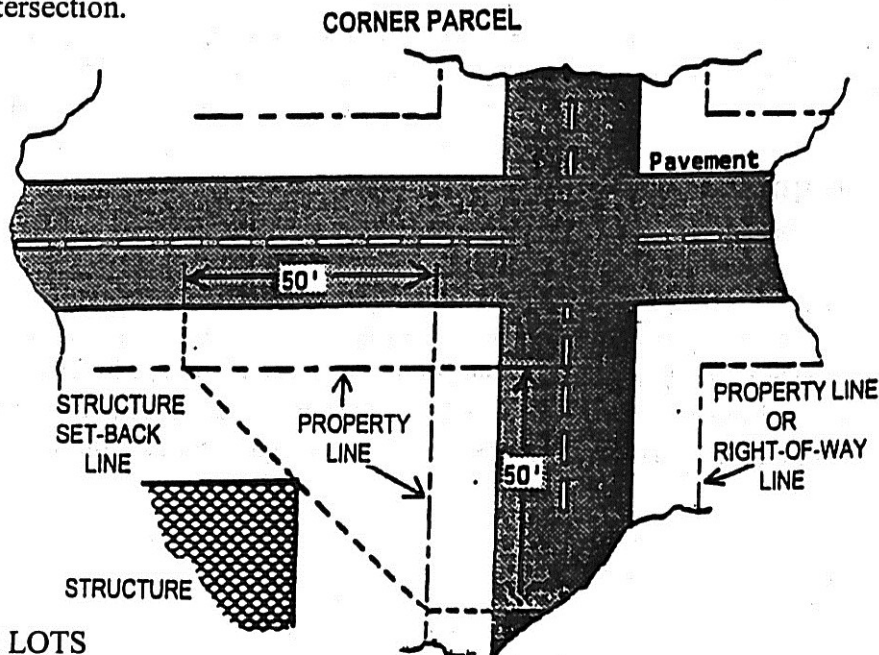 tersection.
CORNER PARCEL
Pavement
50'
STRUCTURE
SET-BACK
LINE
PROPERTY
LINE
50'
PROPERTY LINE
OR
RIGHT-OF-WAY
LINE
STRUCTURE
LOTS